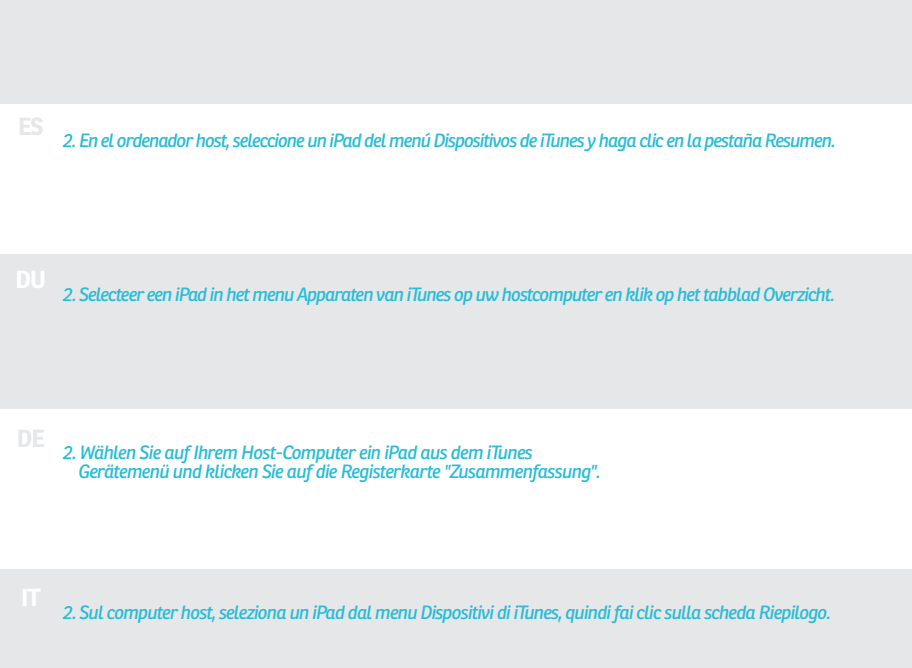 ES
2. En el ordenador host, seleccione un iPad del menú Dispositivos de iTunes y haga clic en la pestaña Resumen.
DU
2. Selecteer een iPad in het menu Apparaten van iTunes op uw hostcomputer en klik op het tabblad Overzicht.
DE
2. Wählen Sie auf Ihrem Host-Computer ein iPad aus dem iTunes
Gerätemenü und klicken Sie auf die Registerkarte "Zusammenfassung".
IT
2. Sul computer host, seleziona un iPad dal menu Dispositivi di iTunes, quindi fai clic sulla scheda Riepilogo.